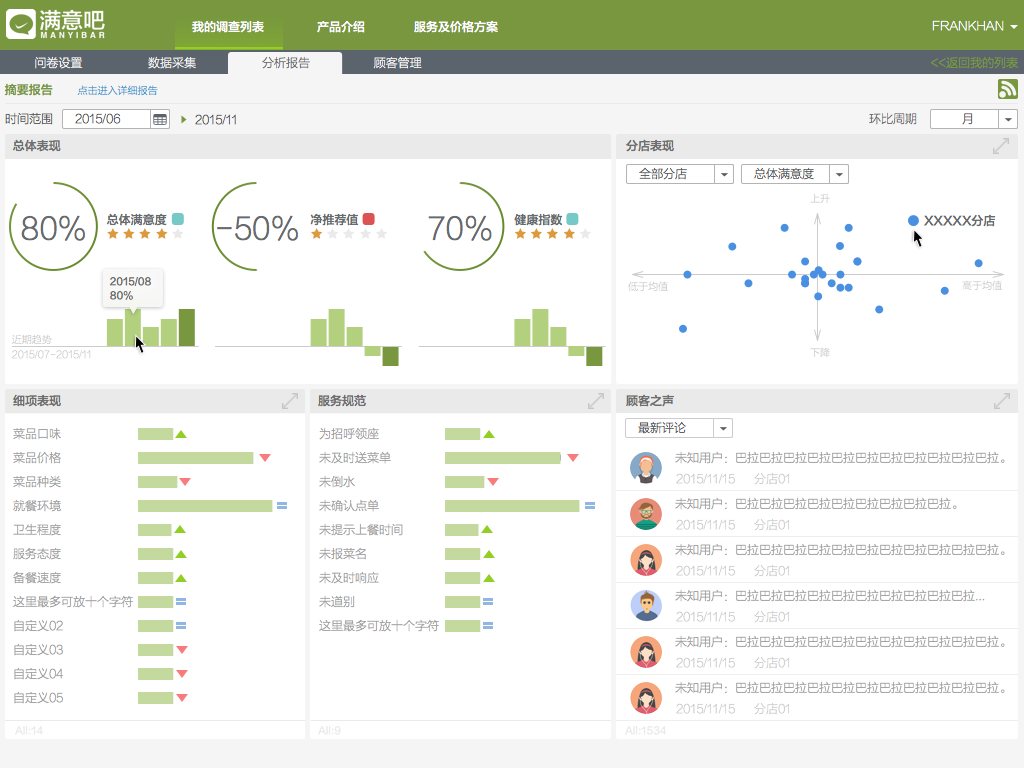 满意吧
MANYIBAR
我的调查列表 产品介绍 服务及价格方案
FRANKHAN
问卷设置 数据采集 分析报告 顾客管理
<<返回我的列表
摘要报告 点击进入详细报告
时间范围 2015/06 2015/11
环比周期 月
总体表现
80%
总体满意度
-50%
净推荐值
70%
健康指数
2015/08
80%
近期趋势
2015/07-2015/11
分店表现
全部分店 总体满意度
上升
XXXXX分店
低于均值
高于均值
下降
细项表现
菜品口味
菜品价格
菜品种类
就餐环境
卫生程度
服务态度
备餐速度
这里最多可放十个字符
自定义02
自定义03
自定义04
自定义05
All:14
服务规范
为招呼领座
未及时送菜单
未倒水
未确认点单
未提示上餐时间
未报菜名
未及时响应
未道别
这里最多可放十个字符
All:9
顾客之声
最新评论
未知用户：巴拉巴拉巴拉巴拉巴拉巴拉巴拉巴拉巴拉巴拉。
2015/11/15 分店01
未知用户：巴拉巴拉巴拉巴拉巴拉巴拉巴拉巴拉。
2015/11/15 分店01
未知用户：巴拉巴拉巴拉巴拉巴拉巴拉巴拉巴拉巴拉巴拉。
2015/11/15 分店01
未知用户：巴拉巴拉巴拉巴拉巴拉巴拉巴拉巴拉巴拉...
2015/11/15 分店01
未知用户：巴拉巴拉巴拉巴拉巴拉巴拉巴拉巴拉巴拉巴拉。
2015/11/15 分店01
未知用户：巴拉巴拉巴拉巴拉巴拉巴拉巴拉巴拉巴拉巴拉。
2015/11/15 分店01
All:1534